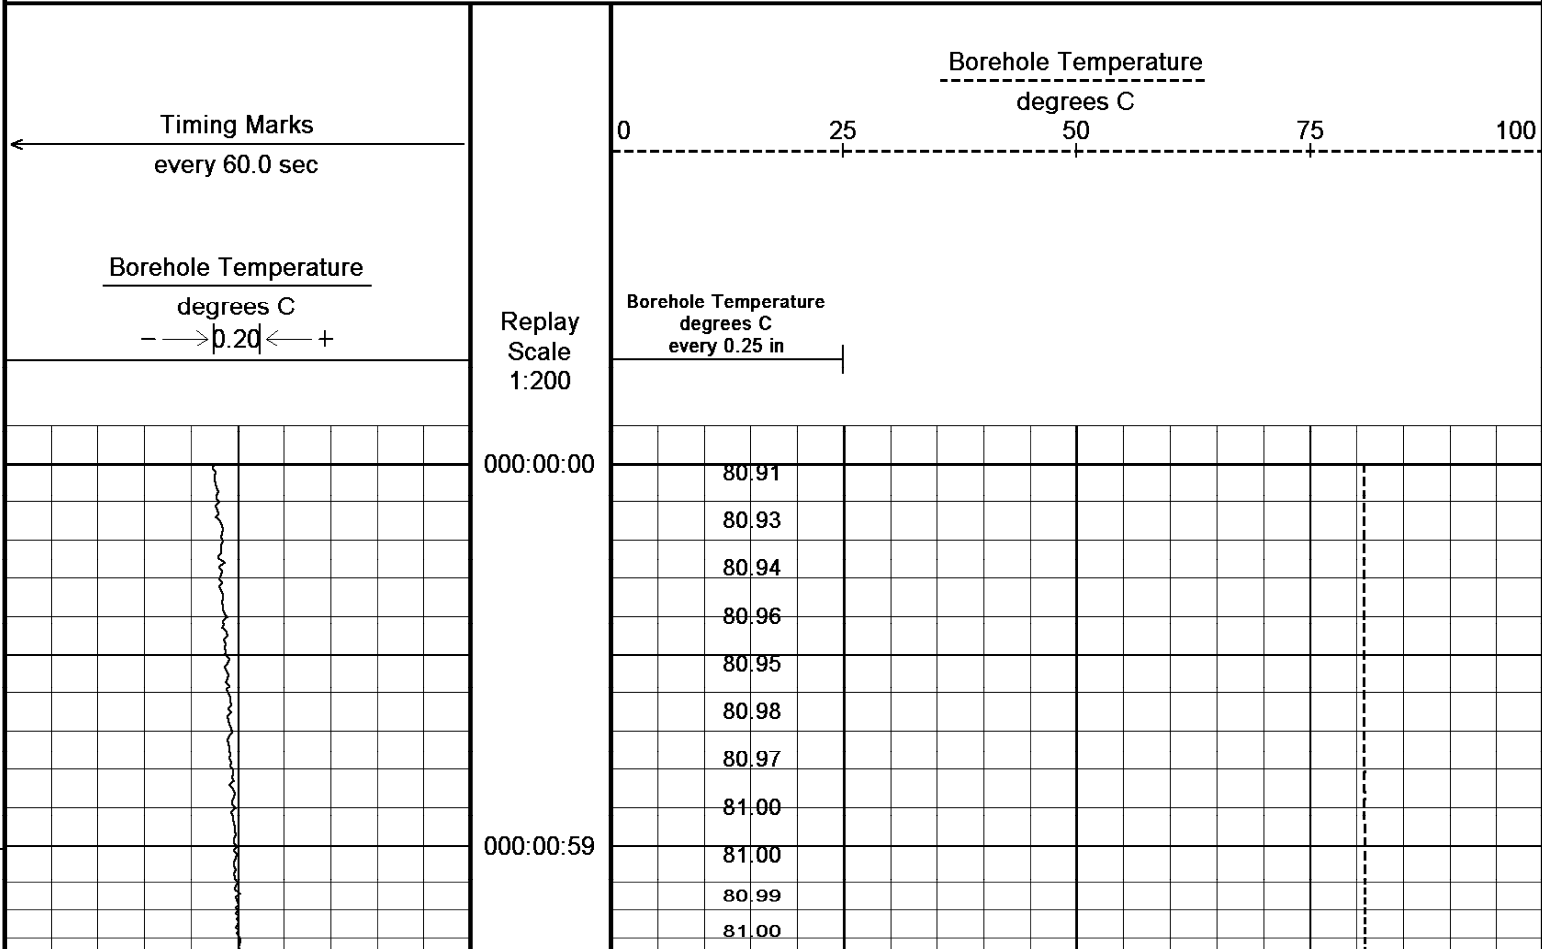 Timing Marks
every 60.0 sec
Borehole Temperature
degrees C
- 0.20 +
Replay
Scale
1:200
Borehole Temperature
degrees C
0 25 50 75 100
Borehole Temperature
degrees C
every 0.25 in
000:00:00
80.91
80.93
80.94
80.96
80.95
80.98
80.97
81.00
000:00:59
81.00
80.99
81.00